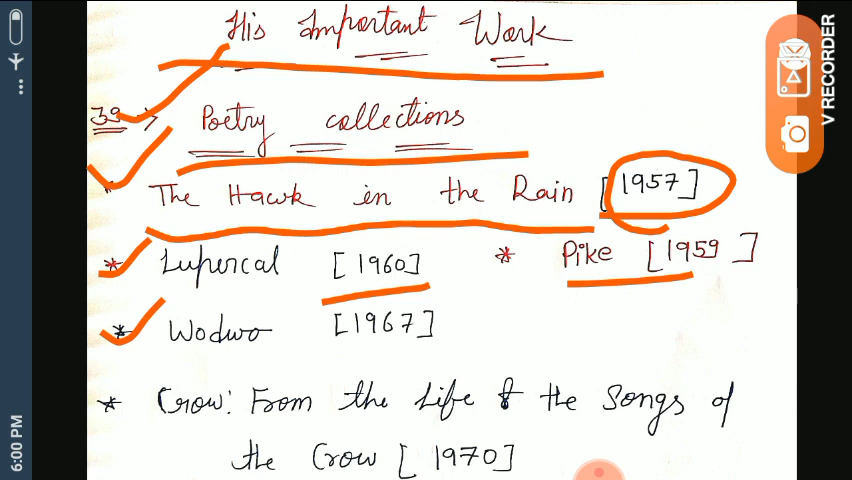 His Important Work
39 → Poetry collections
* The Hawk in the Rain [1957]
* Lupercal [1960] * Pike [1959]
* Wodwo [1967]
* Crow: From the Life & the Songs of
the Crow [1970]
6:00 PM
V RECORDER